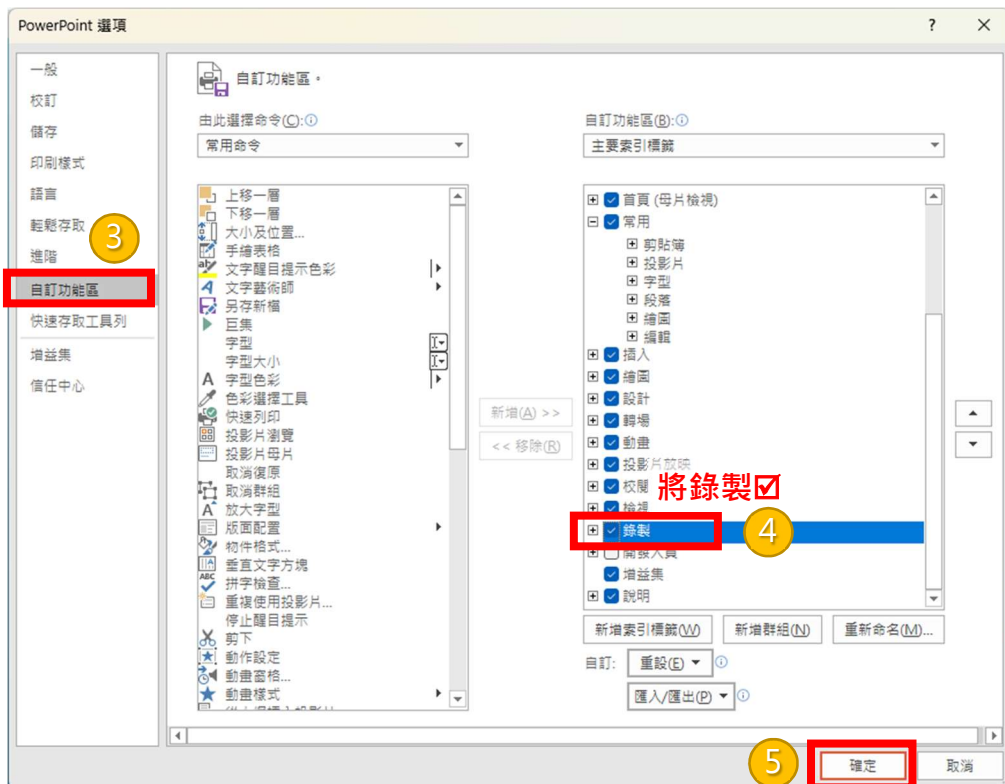 PowerPoint 選項
?
一般
校訂
儲存
印刷樣式
語言
輕鬆存取
3
進階
自訂功能區
快速存取工具列
增益集
信任中心
自訂功能區。
由此選擇命令(C):
常用命令
上移一層
下移一層
大小及位置...
手繪表格
文字醒目提示色彩
文字藝術師
另存新檔
巨集
字型
字型大小
字型色彩
色彩選擇工具
快速列印
投影片瀏覽
投影片母片
取消復原
取消群組
放大字型
版面配置
物件格式...
垂直文字方塊
拼字檢查...
重複使用投影片...
停止醒目提示
剪下
動作設定
動畫窗格...
動畫樣式
新增(A) >>
<< 移除(R)
自訂功能區(B):
主要索引標籤
首頁 (母片檢視)
常用
剪貼簿
投影片
字型
段落
繪圖
編輯
插入
繪圖
設計
轉場
動畫
投影片放映
校閱
將錄製☑
檢視
錄製
4
開發人員
增益集
說明
新增索引標籤(W)
新增群組(N)
重新命名(M)...
自訂:
重設(E)
匯入/匯出(P)
5
確定
取消